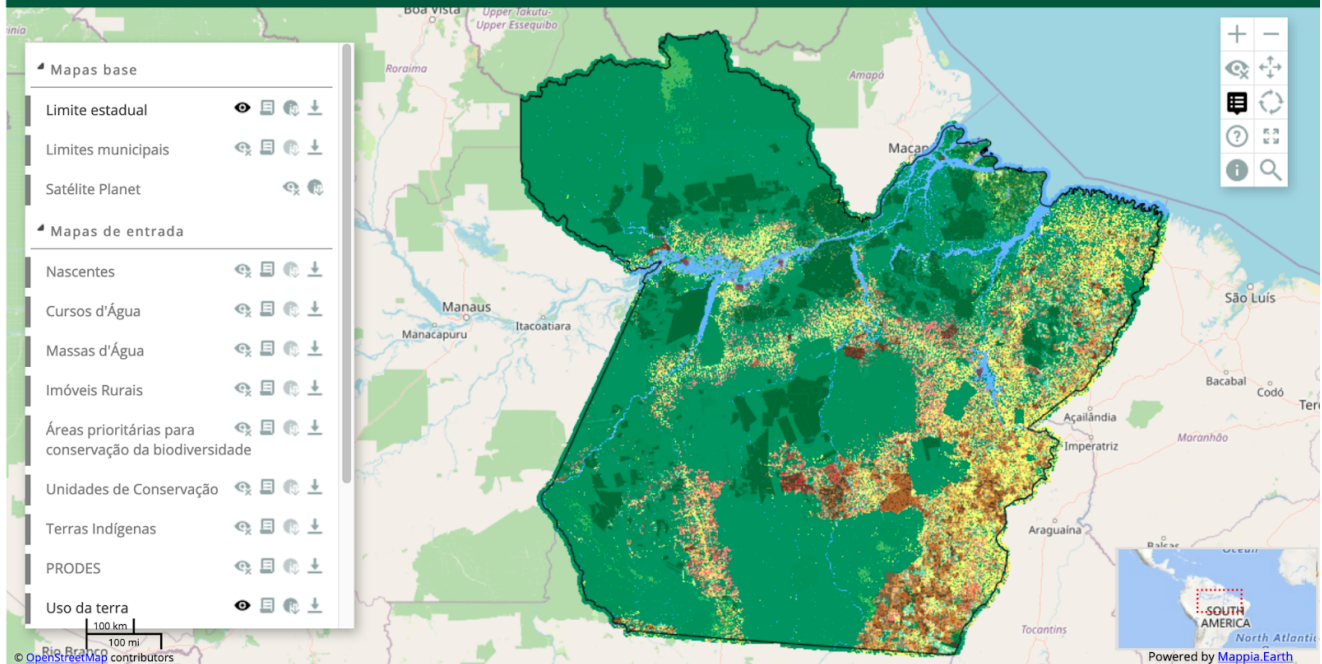 Mapas base
Limite estadual
Limites municipais
Satélite Planet
Mapas de entrada
Nascentes
Cursos d'Água
Massas d'Água
Imóveis Rurais
Áreas prioritárias para
conservação da biodiversidade
Unidades de Conservação
Terras Indígenas
PRODES
Uso da terra
100 km
100 mi
Rio Branco
© OpenStreetMap contributors
Boa Vista
Upper Takutu-
Upper Essequibo
Roraima
Amapá
Macap
Manaus
Manacapuru
Itacoatiara
São Luís
Bacabal
Codó
Açailândia
Imperatriz
Maranhão
Araguaína
Balsas
Tocantins
Ocean
SOUTH
AMERICA
North Atlantic
Powered by Mappia.Earth